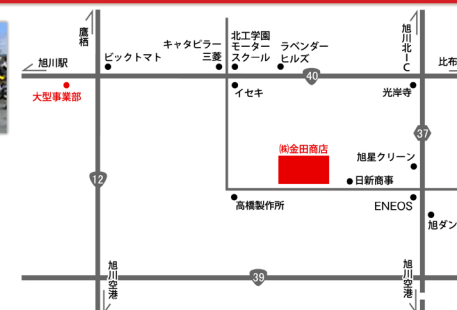 鷹栖
旭川駅
ビックトマト
キャタピラー
三菱
北工学園
モーター
スクール
ラベンダー
ヒルズ
旭川北IC
比布
大型事業部
イセキ
40
光岸寺
37
㈱金田商店
旭星クリーン
日新商事
12
高橋製作所
ENEOS
旭ダン
旭川空港
39
旭川空港